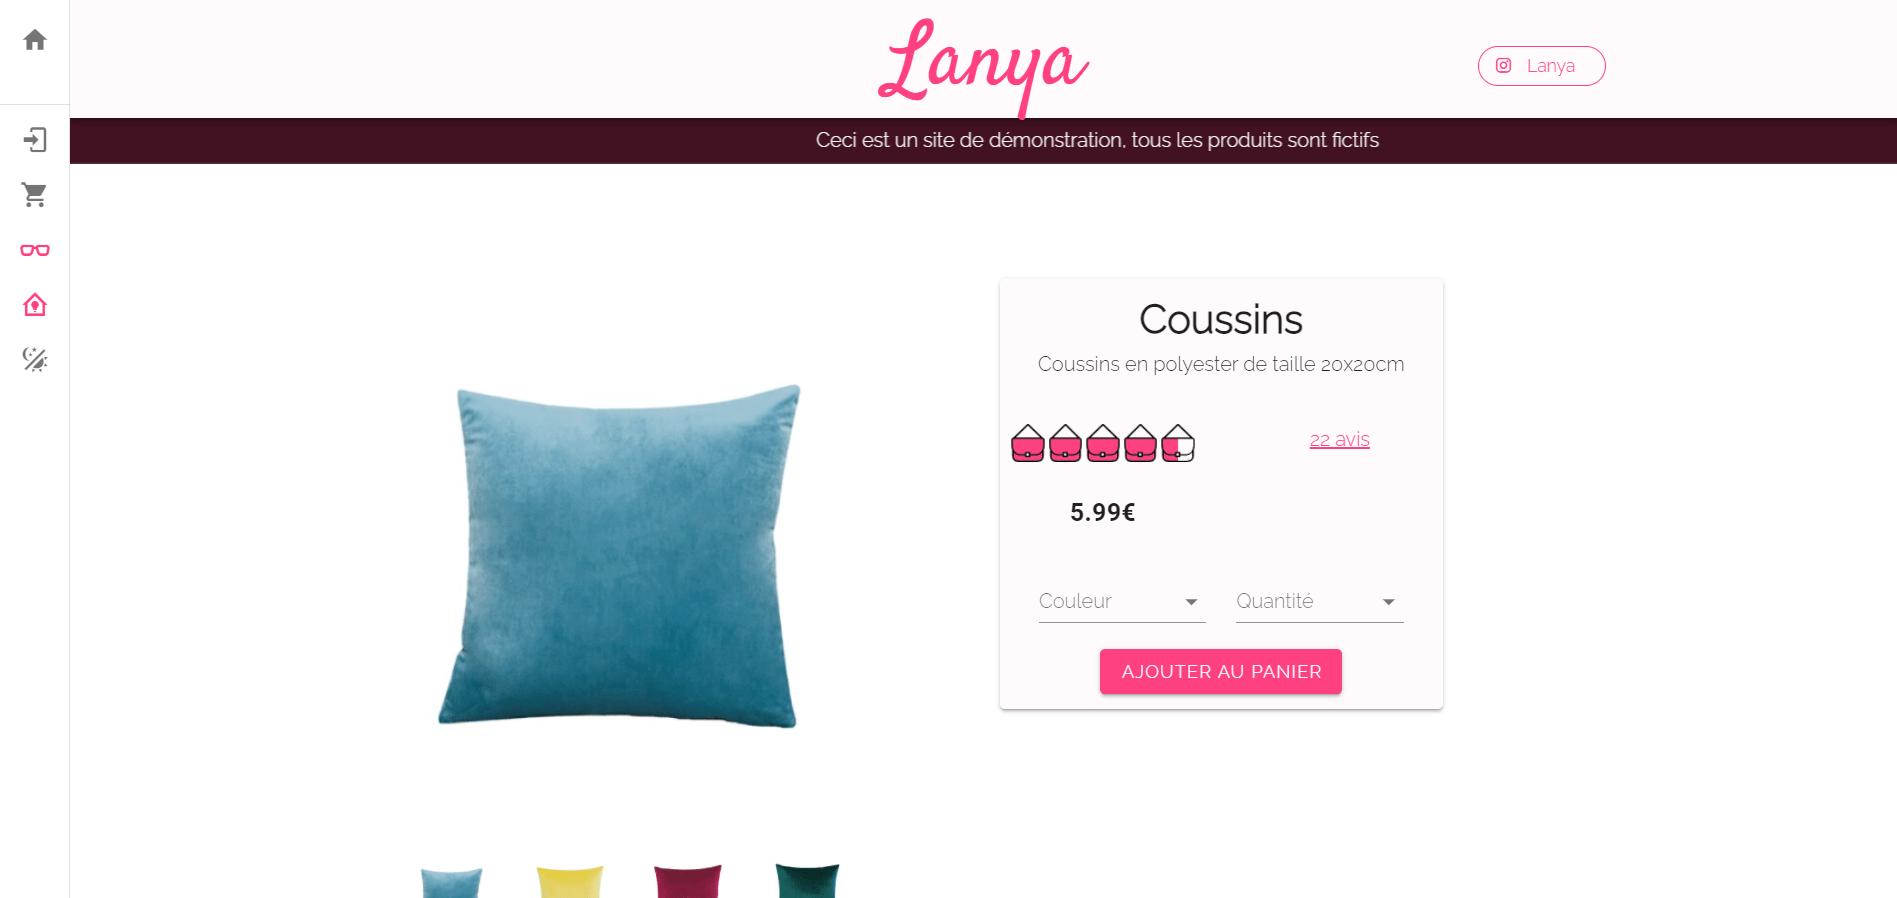 Lanya
Lanya
Ceci est un site de démonstration, tous les produits sont fictifs
Coussins
Coussins en polyester de taille 20x20cm
22 avis
5.99€
Couleur
Quantité
AJOUTER AU PANIER